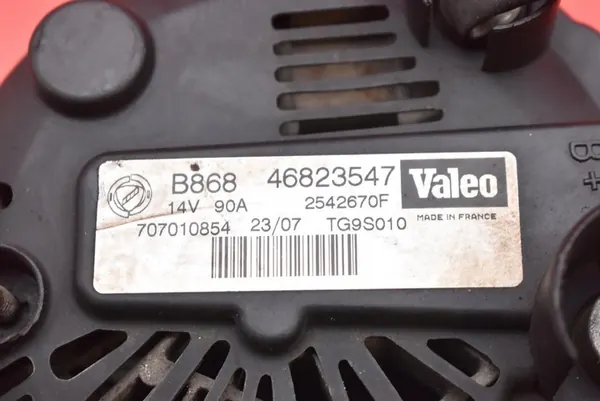 B868 46823547 Valeo
14V 90A 2542670F MADE IN FRANCE
707010854 23/07 TG9S010
B+